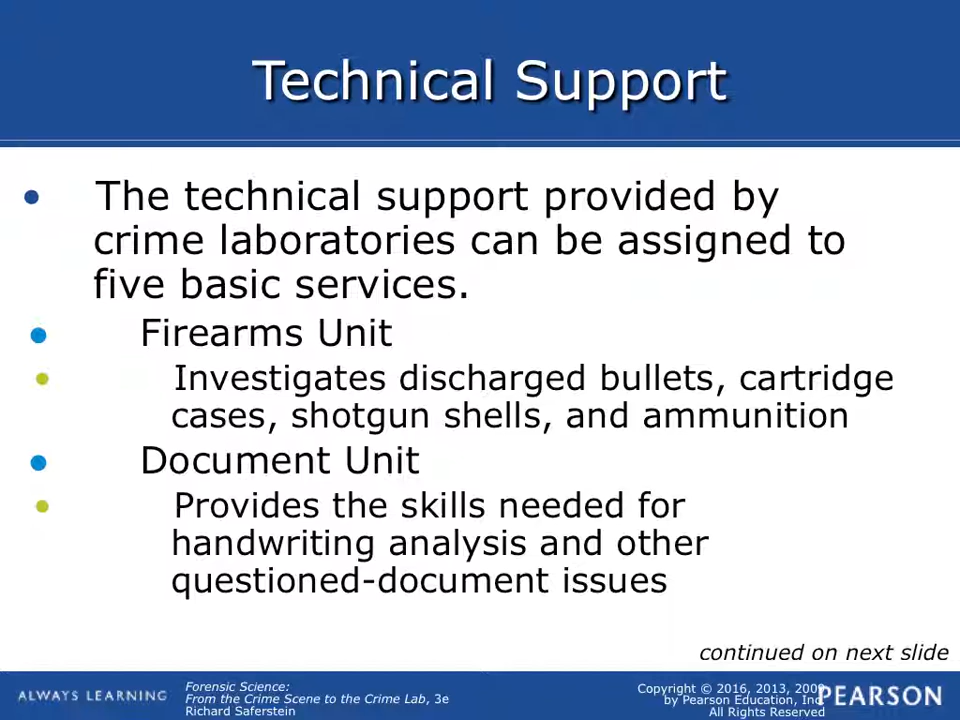 Technical Support
• The technical support provided by
crime laboratories can be assigned to
five basic services.
• Firearms Unit
• Investigates discharged bullets, cartridge
cases, shotgun shells, and ammunition
• Document Unit
• Provides the skills needed for
handwriting analysis and other
questioned-document issues
continued on next slide
ALWAYS LEARNING
Forensic Science:
From the Crime Scene to the Crime Lab, 3e
Richard Saferstein
Copyright © 2016, 2013, 2009
by Pearson Education, Inc.
All Rights Reserved
PEARSON